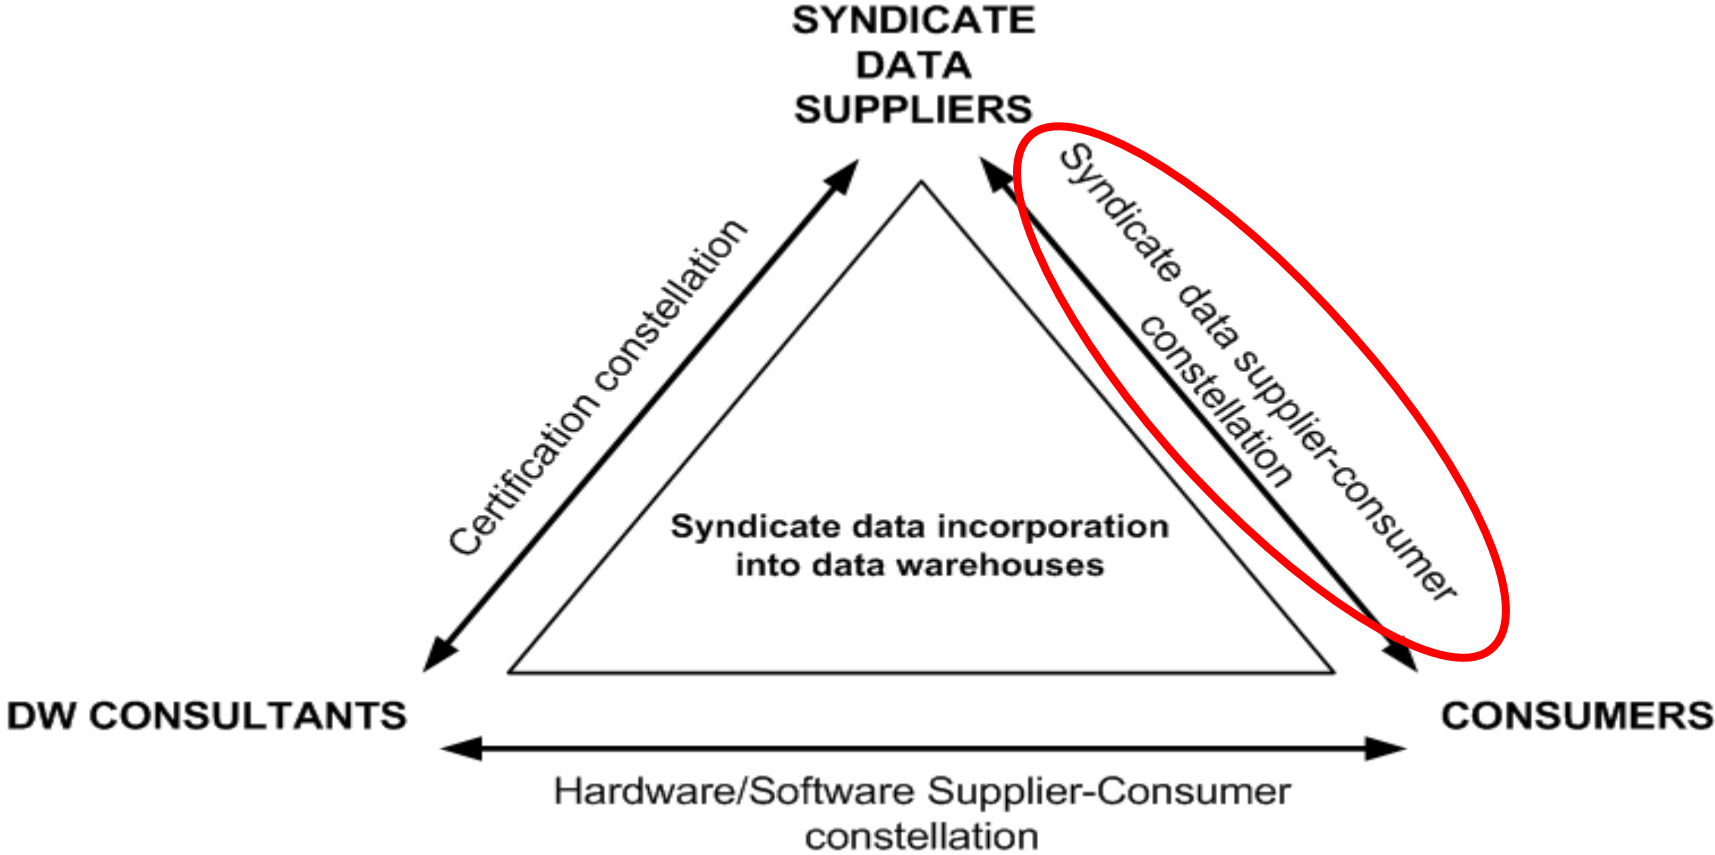 SYNDICATE
DATA
SUPPLIERS
Certification constellation
Syndicate data supplier-consumer
constellation
Syndicate data incorporation
into data warehouses
DW CONSULTANTS
CONSUMERS
Hardware/Software Supplier-Consumer
constellation